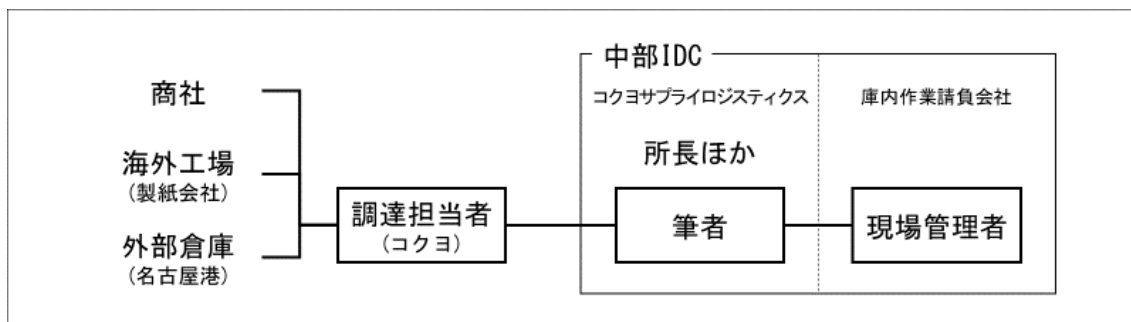 商社
海外工場
(製紙会社)
外部倉庫
(名古屋港)
調達担当者
(コクヨ)
中部IDC
コクヨサプライロジスティクス
所長ほか
筆者
庫内作業請負会社
現場管理者